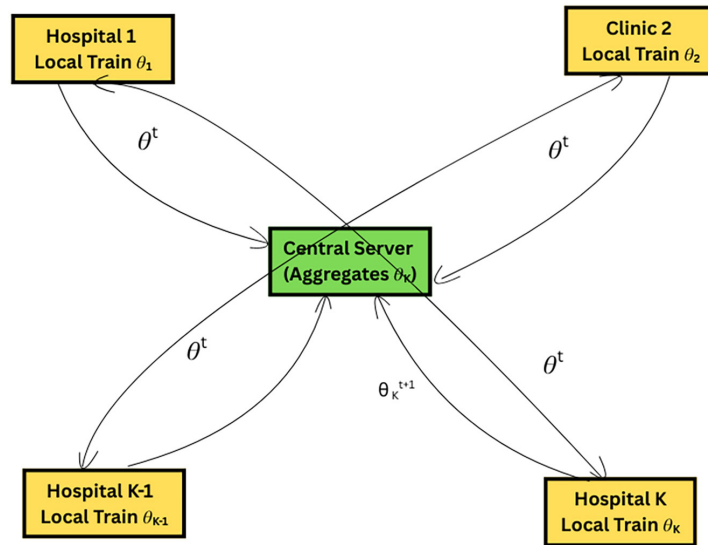 Hospital 1
Local Train θ₁
Clinic 2
Local Train θ₂
θᵗ
θᵗ
Central Server
(Aggregates θ_K)
θᵗ
θᵗ
θ_K^{t+1}
Hospital K-1
Local Train θ_{K-1}
Hospital K
Local Train θ_K